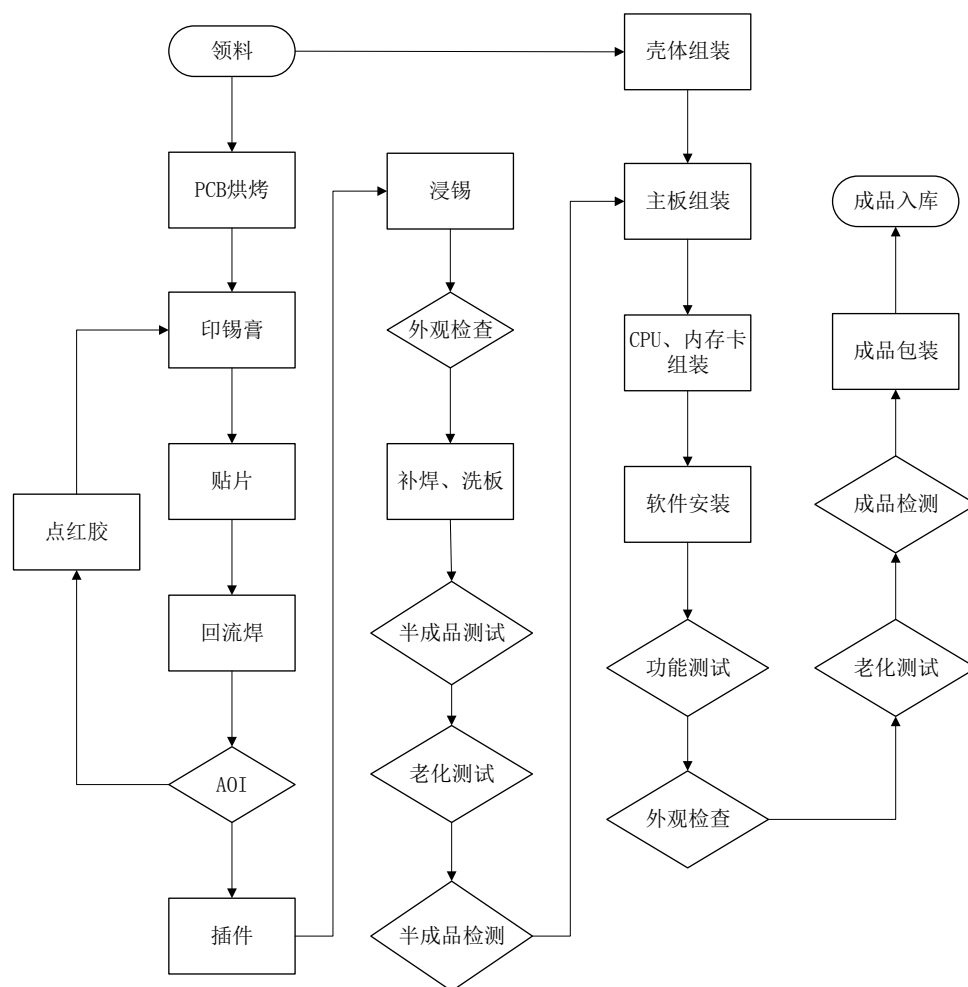 领料
壳体组装
PCB烘烤
浸锡
主板组装
成品入库
印锡膏
外观检查
CPU、内存卡
组装
成品包装
贴片
补焊、洗板
软件安装
成品检测
点红胶
回流焊
半成品测试
功能测试
老化测试
AOI
老化测试
外观检查
插件
半成品检测